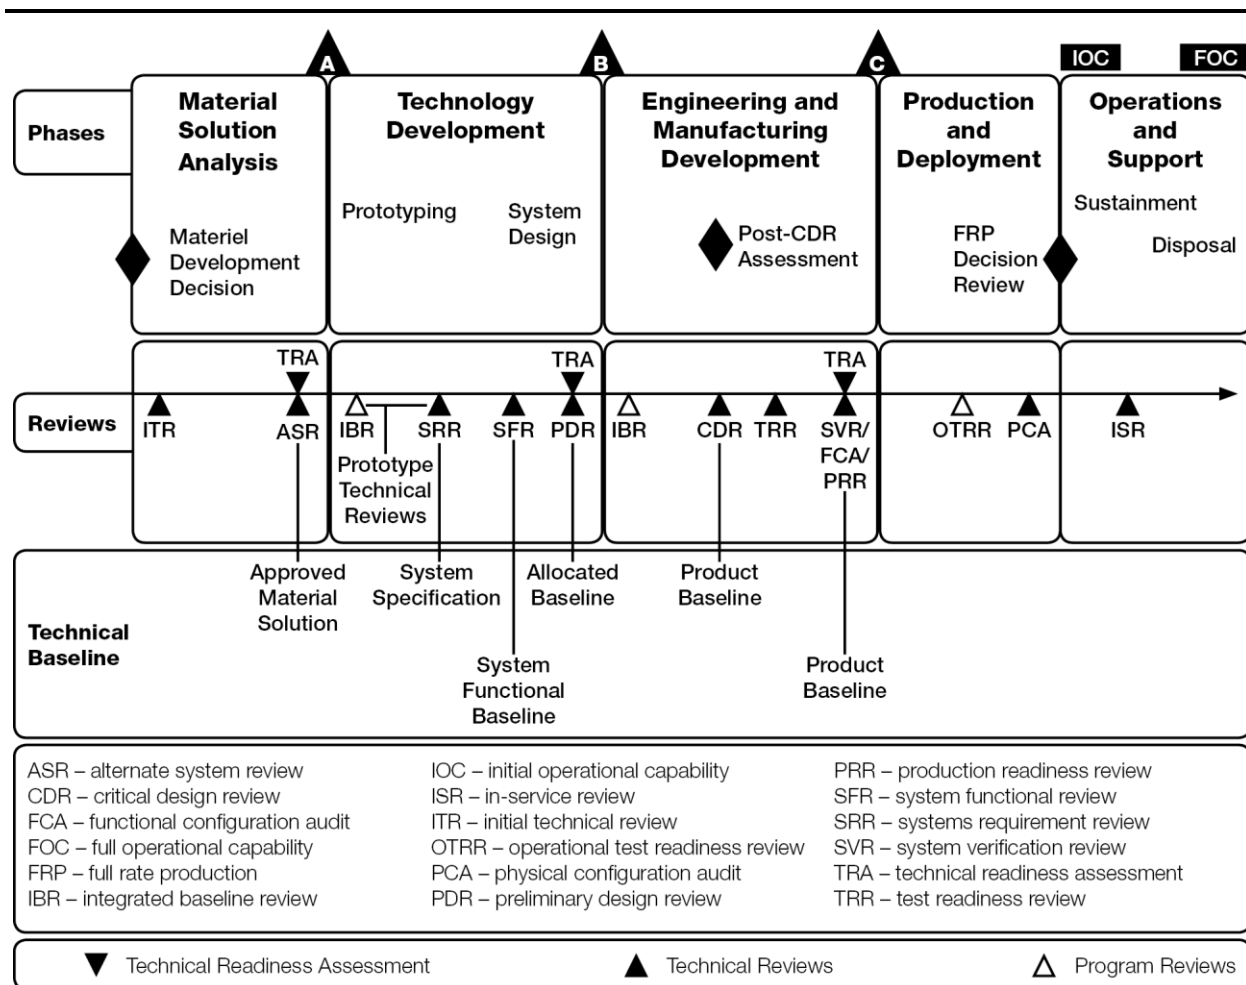 A
B
C
IOC
FOC
Phases
Material
Solution
Analysis
Technology
Development
Engineering and
Manufacturing
Development
Production
and
Deployment
Operations
and
Support
Materiel
Development
Decision
Prototyping
System
Design
Post-CDR
Assessment
FRP
Decision
Review
Sustainment
Disposal
Reviews
ITR
TRA
ASR
IBR
Prototype
Technical
Reviews
SRR
SFR
TRA
PDR
IBR
CDR
TRR
TRA
SVR/
FCA/
PRR
OTRR
PCA
ISR
Technical
Baseline
Approved
Material
Solution
System
Specification
System
Functional
Baseline
Allocated
Baseline
Product
Baseline
Product
Baseline
ASR – alternate system review
CDR – critical design review
FCA – functional configuration audit
FOC – full operational capability
FRP – full rate production
IBR – integrated baseline review
IOC – initial operational capability
ISR – in-service review
ITR – initial technical review
OTRR – operational test readiness review
PCA – physical configuration audit
PDR – preliminary design review
PRR – production readiness review
SFR – system functional review
SRR – systems requirement review
SVR – system verification review
TRA – technical readiness assessment
TRR – test readiness review
Technical Readiness Assessment
Technical Reviews
Program Reviews